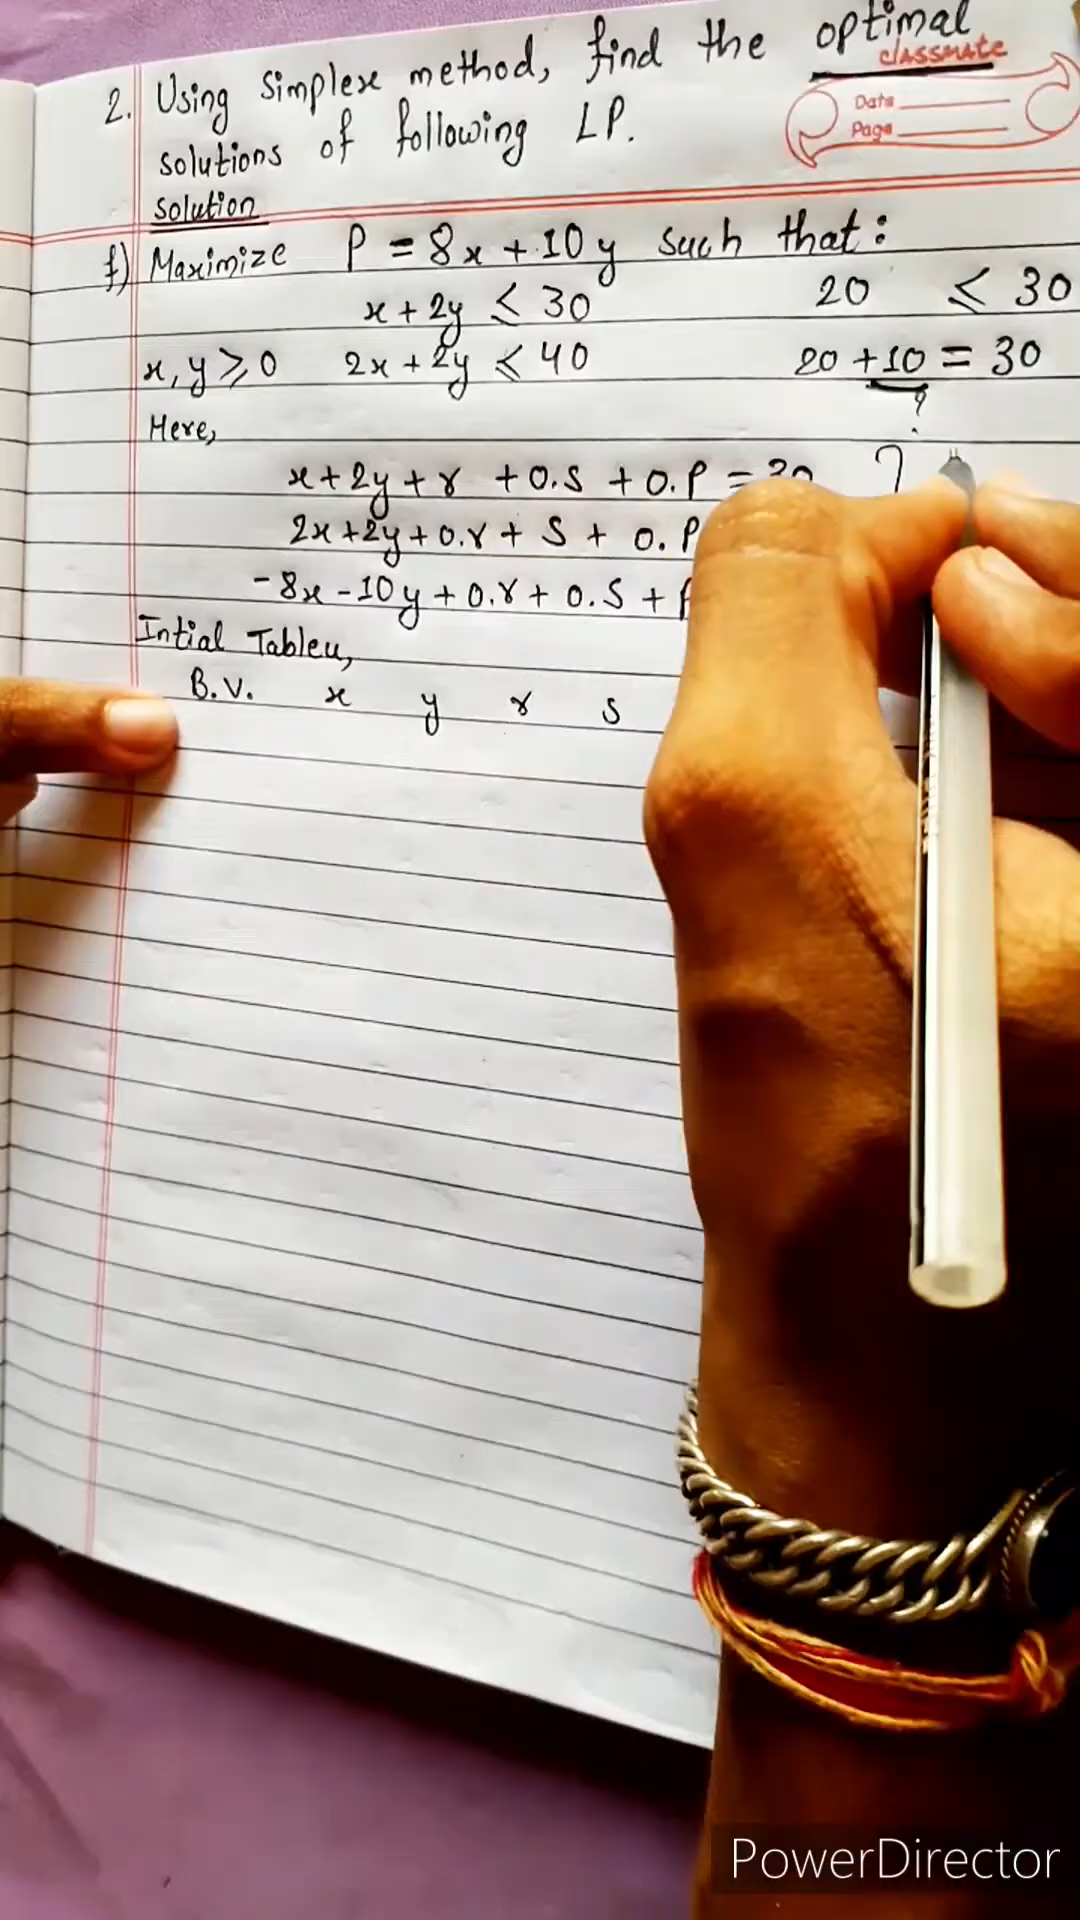 2. Using simplex method, find the optimal
classmate
Date
Page
solutions of following LP.
solution
f) Maximize P = 8x + 10y such that:
x + 2y ≤ 30 20 ≤ 30
x, y ≥ 0 2x + 2y ≤ 40 20 + 10 = 30
?
Here,
x + 2y + r + 0.s + 0.P = 30 ?
2x + 2y + 0.r + S + 0.P
-8x - 10y + 0.r + 0.S +
Intial Tableu,
B.V. x y r s
PowerDirector